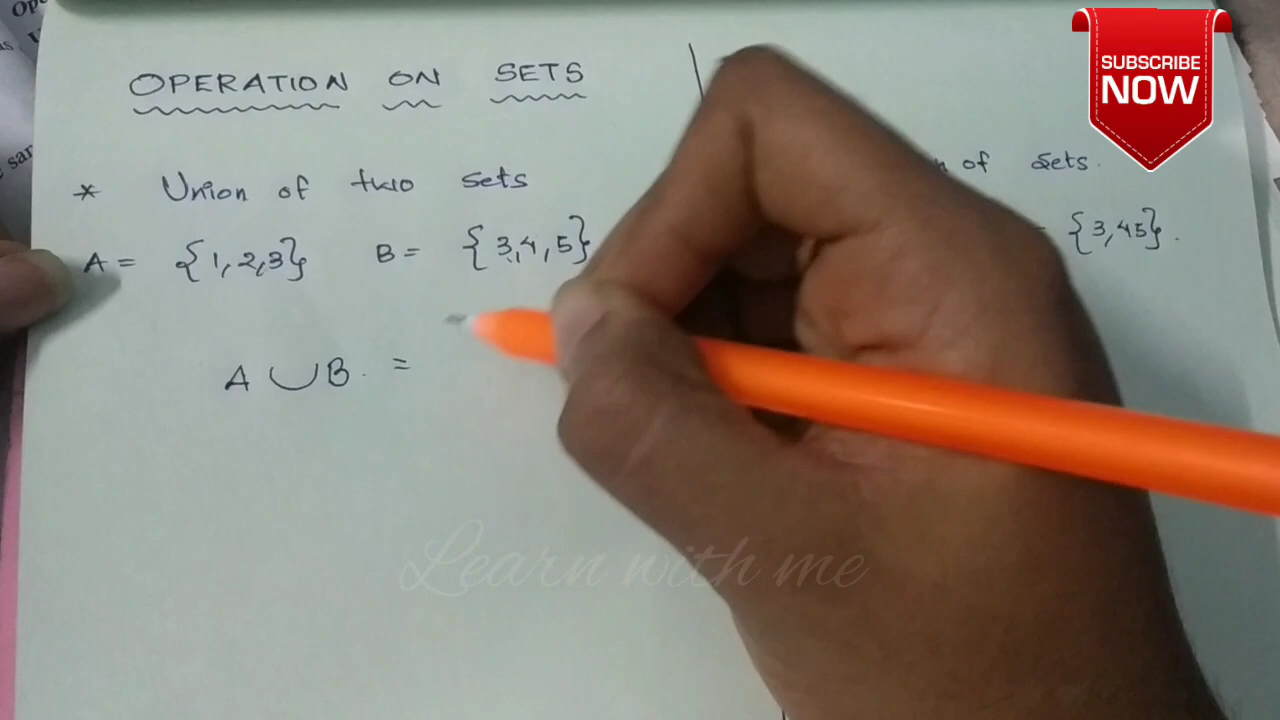 OPERATION ON SETS
* Union of two sets
A = {1, 2, 3} B = {3, 4, 5}
A ∪ B. =
of sets.
= {3, 45}.
SUBSCRIBE
NOW
Learn with me